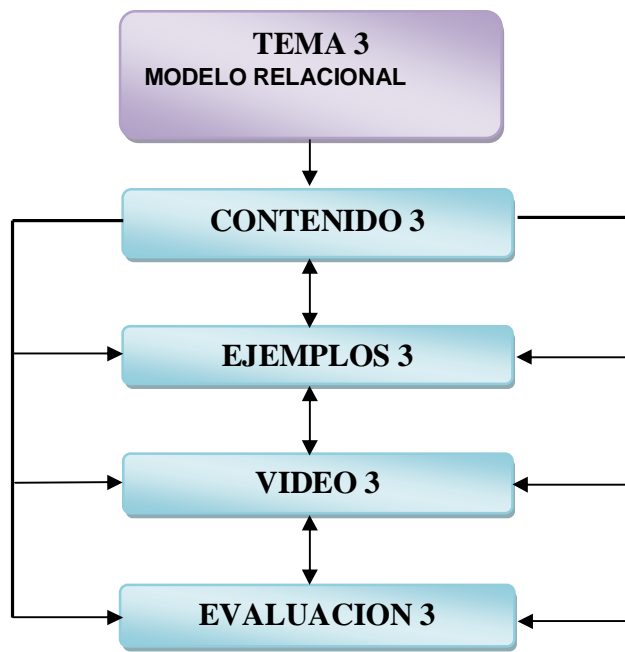 TEMA 3
MODELO RELACIONAL
CONTENIDO 3
EJEMPLOS 3
VIDEO 3
EVALUACION 3